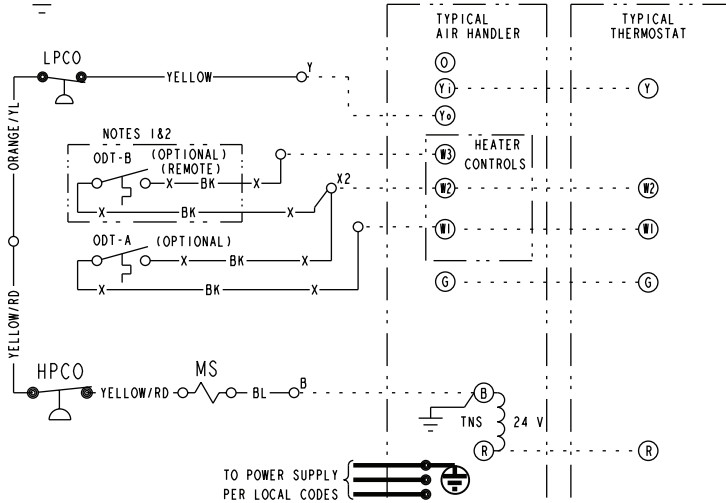 TYPICAL
AIR HANDLER
TYPICAL
THERMOSTAT
LPCO
YELLOW
Y
O
Yi
Y
Yo
ORANGE/YL
NOTES 1&2
ODT-B
(OPTIONAL)
(REMOTE)
X
BK
X
X
BK
X
X2
HEATER
CONTROLS
W3
W2
W2
W1
W1
ODT-A
(OPTIONAL)
X
BK
X
X
BK
X
G
G
YELLOW/RD
HPCO
YELLOW/RD
MS
BL
B
B
TNS
24 V
R
R
TO POWER SUPPLY
PER LOCAL CODES